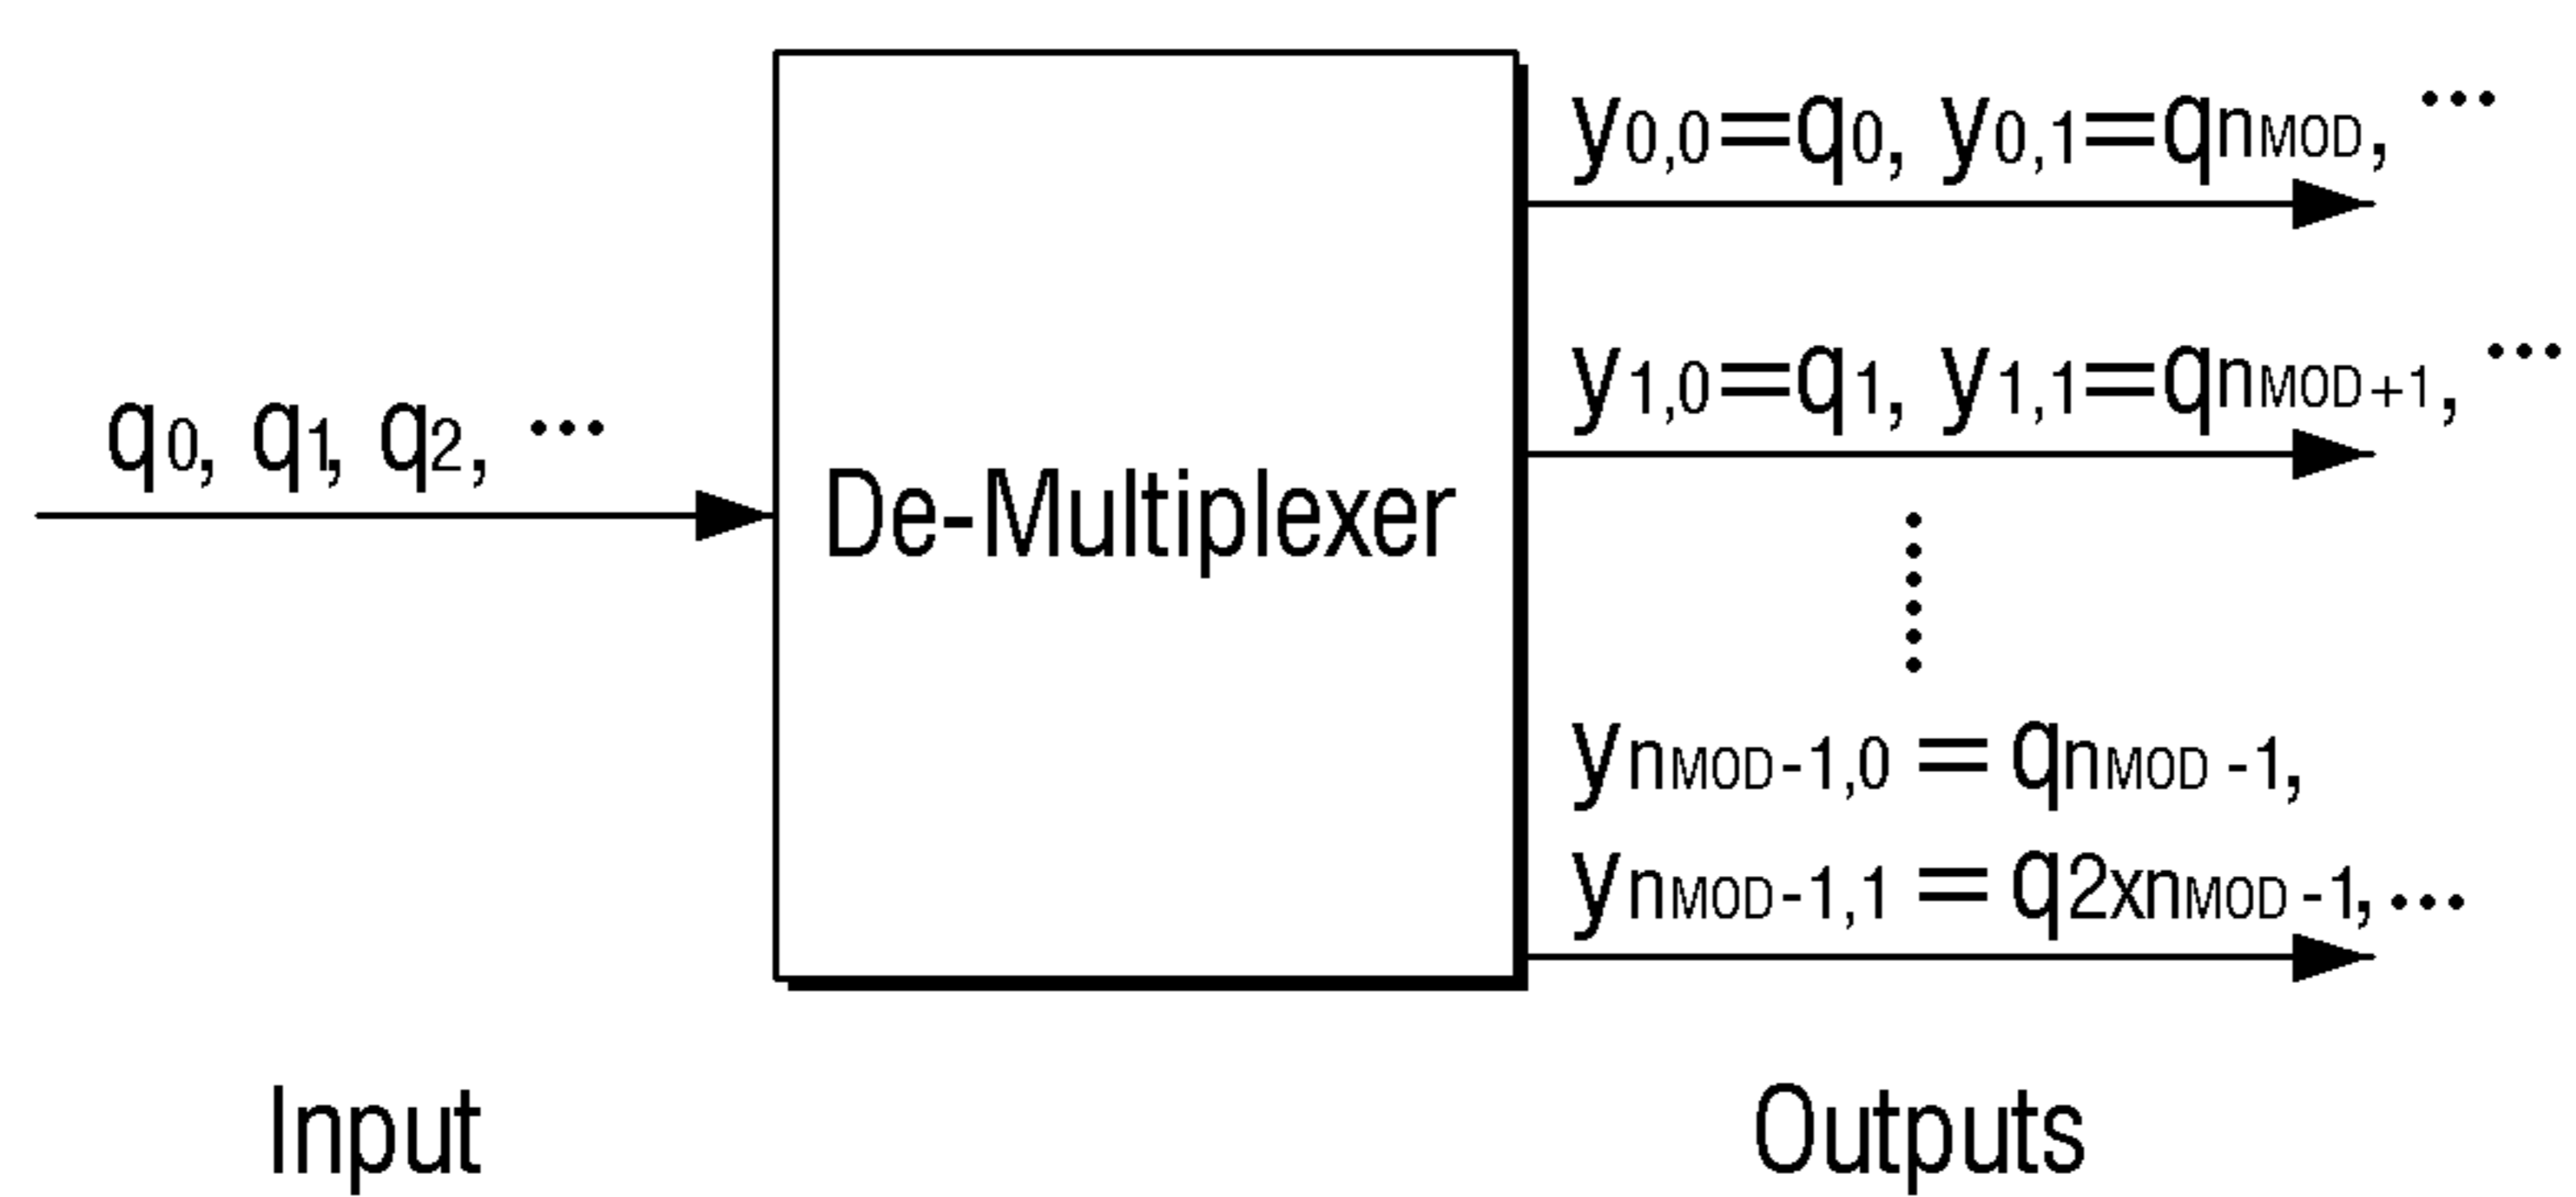 y0,0=q0, y0,1=qnMOD, ...
y1,0=q1, y1,1=qnMOD+1, ...
q0, q1, q2, ...
De-Multiplexer
ynMOD-1,0 = qnMOD -1,
ynMOD-1,1 = q2xnMOD -1, ...
Input
Outputs